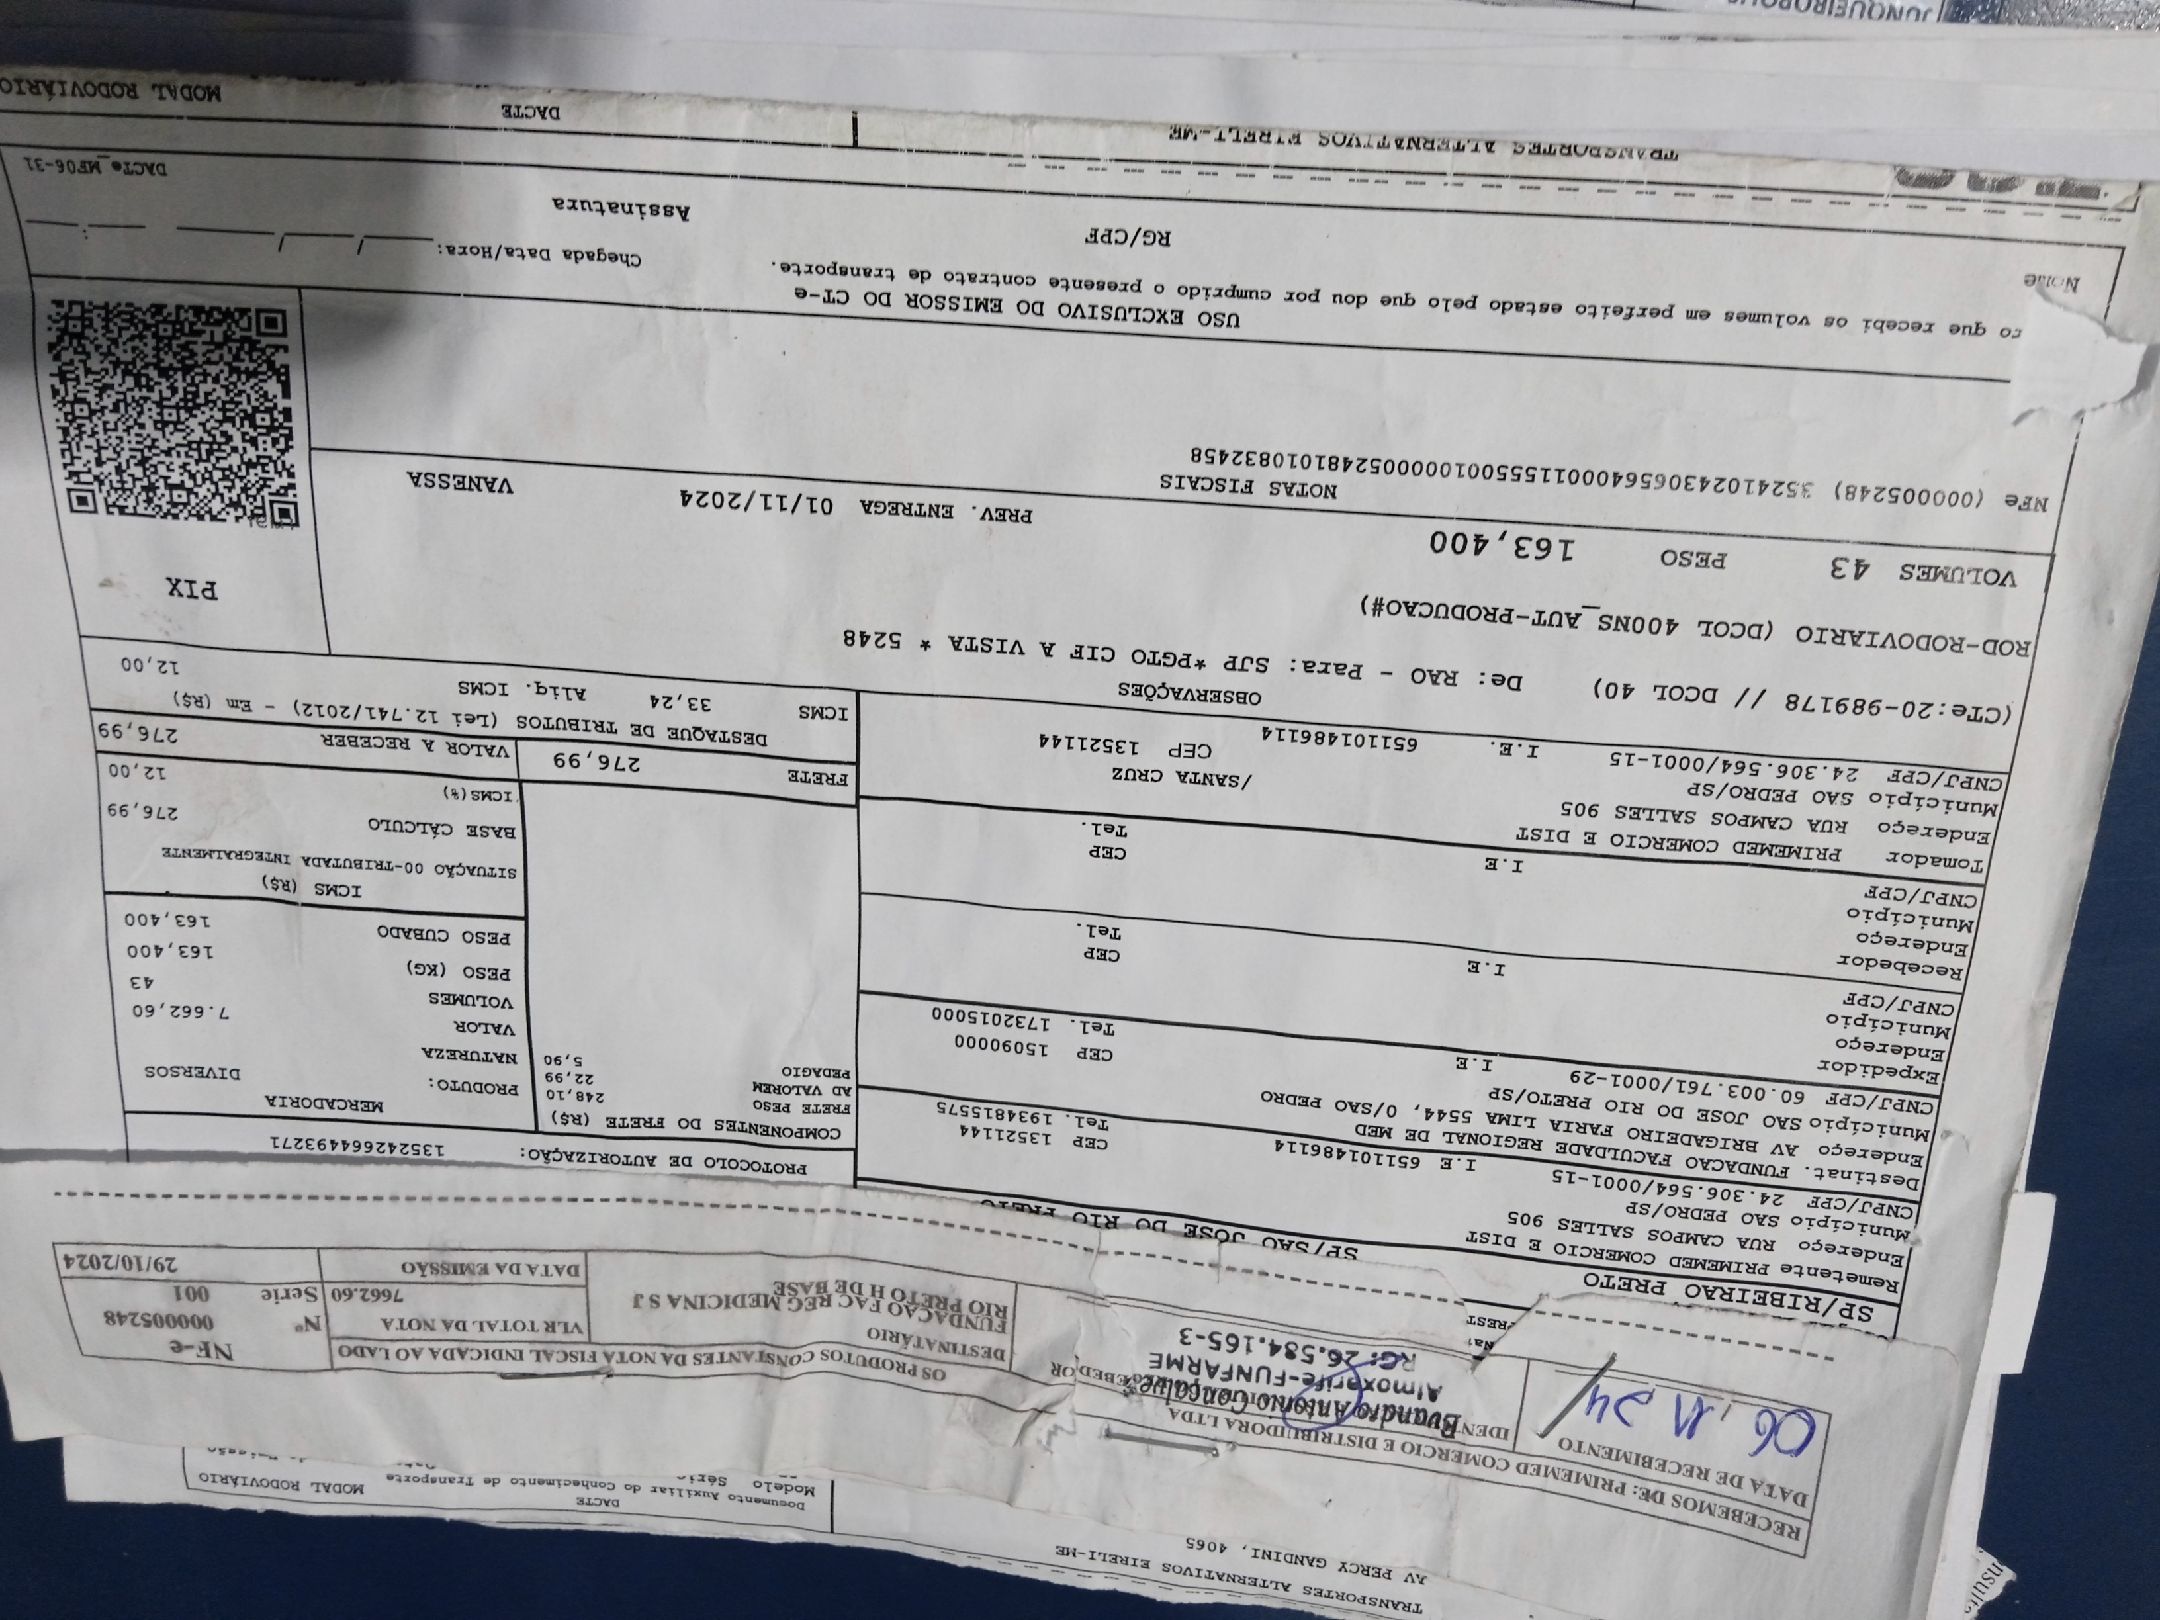 TRANSPORTES ALTERNATIVOS EIRELI-ME
AV PERCY GANDINI, 4065
DACTE
Documento Auxiliar do Conhecimento de Transporte
MODAL RODOVIÁRIO
Modelo Série
RECEBEMOS DE: PRIMEMED COMERCIO E DISTRIBUIDORA LTDA
OS PRODUTOS CONSTANTES DA NOTA FISCAL INDICADA AO LADO
NF-e
Nº 000005248
Serie 001
DATA DE RECEBIMENTO
06 11 24
Evandro Antonio Gonçalve
Almoxarife-FUNFARME
RG: 26.584.165-3
DESTINATÁRIO
FUNDACAO FAC REG MEDICINA S J
RIO PRETO H DE BASE
VLR TOTAL DA NOTA
7662.60
DATA DA EMISSÃO
29/10/2024
SP/RIBEIRAO PRETO
SP/SAO JOSE DO RIO PRETO
Remetente PRIMEMED COMERCIO E DIST
Endereço RUA CAMPOS SALLES 905
Município SAO PEDRO/SP CEP 13521144
CNPJ/CPF 24.306.564/0001-15 I.E 651101486114 Tel. 1934815575
Destinat. FUNDACAO FACULDADE REGIONAL DE MED
Endereço AV BRIGADEIRO FARIA LIMA 5544, 0/SAO PEDRO
Município SAO JOSE DO RIO PRETO/SP CEP 15090000
CNPJ/CPF 60.003.761/0001-29 I.E Tel. 1732015000
Expedidor
Endereço
Município CEP
CNPJ/CPF I.E Tel.
Recebedor
Endereço
Município CEP
CNPJ/CPF I.E Tel.
Tomador PRIMEMED COMERCIO E DIST
Endereço RUA CAMPOS SALLES 905 /SANTA CRUZ
Município SAO PEDRO/SP CEP 13521144
CNPJ/CPF 24.306.564/0001-15 I.E. 651101486114
PROTOCOLO DE AUTORIZAÇÃO: 135242664493271
COMPONENTES DO FRETE (R$)
FRETE PESO 248,10
AD VALOREM 22,99
PEDAGIO 5,90
FRETE 276,99
MERCADORIA
PRODUTO: DIVERSOS
NATUREZA
VALOR 7.662,60
VOLUMES 43
PESO (KG) 163,400
PESO CUBADO 163,400
ICMS (R$)
SITUAÇÃO 00-TRIBUTADA INTEGRALMENTE
BASE CÁLCULO 276,99
ICMS(%) 12,00
VALOR A RECEBER 276,99
DESTAQUE DE TRIBUTOS (Lei 12.741/2012) - Em (R$)
ICMS 33,24 Aliq. ICMS 12,00
OBSERVAÇÕES
(CTe:20-989178 // DCOL 40) De: RAO - Para: SJP *PGTO CIF A VISTA * 5248
ROD-RODOVIARIO (DCOL 400NS_AUT-PRODUCAO#)
VOLUMES 43 PESO 163,400 PREV. ENTREGA 01/11/2024 VANESSA
PIX
NOTAS FISCAIS
NFe (000005248) 35241024306564000115550010000052481010832458
USO EXCLUSIVO DO EMISSOR DO CT-e
ro que recebi os volumes em perfeito estado pelo que dou por cumprido o presente contrato de transporte.
Chegada Data/Hora: ___/___/___ ___:___
Nome
RG/CPF
Assinatura
DACTe_MF06-31
TRANSPORTES ALTERNATIVOS EIRELI-ME
DACTE
MODAL RODOVIÁRIO
JUNQUEIROPOLIS